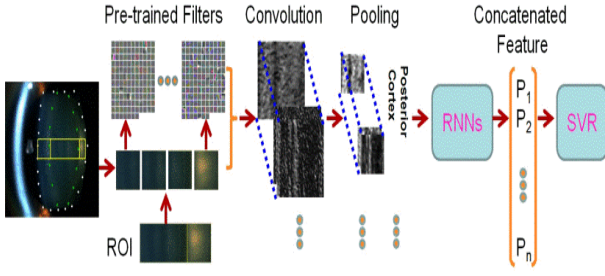 Pre-trained Filters
Convolution
Pooling
Concatenated
Feature
Posterior
Cortex
RNNs
P1
P2
Pn
SVR
ROI